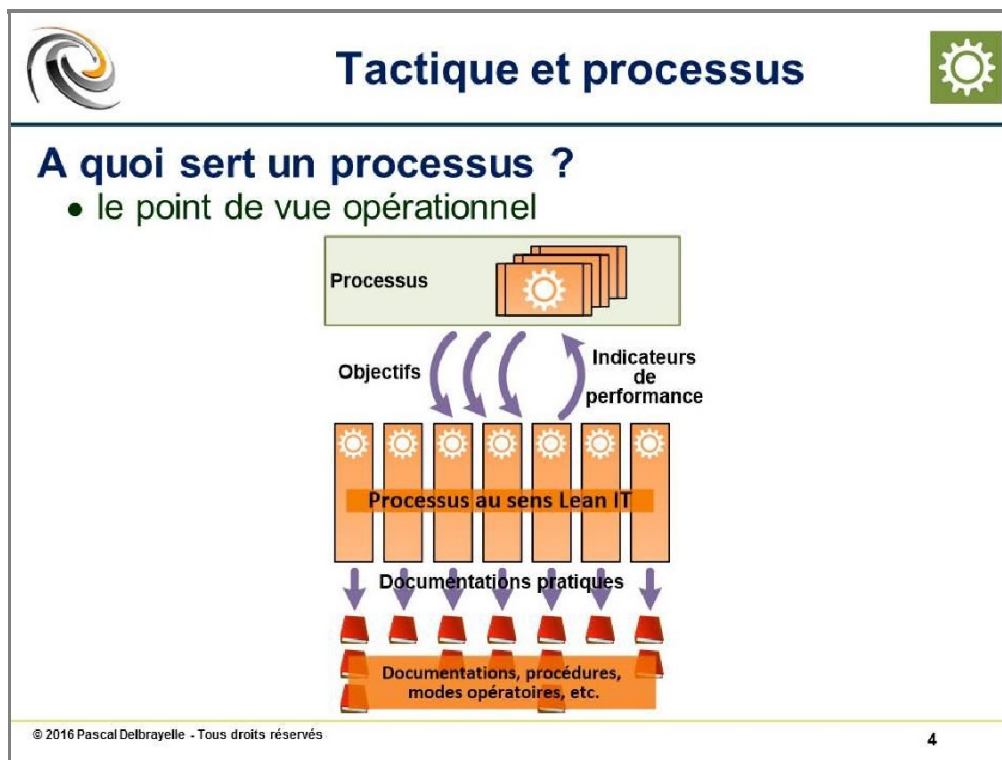 Tactique et processus
A quoi sert un processus ?
• le point de vue opérationnel
Processus
Objectifs
Indicateurs
de
performance
Processus au sens Lean IT
Documentations pratiques
Documentations, procédures,
modes opératoires, etc.
© 2016 Pascal Delbrayelle - Tous droits réservés
4